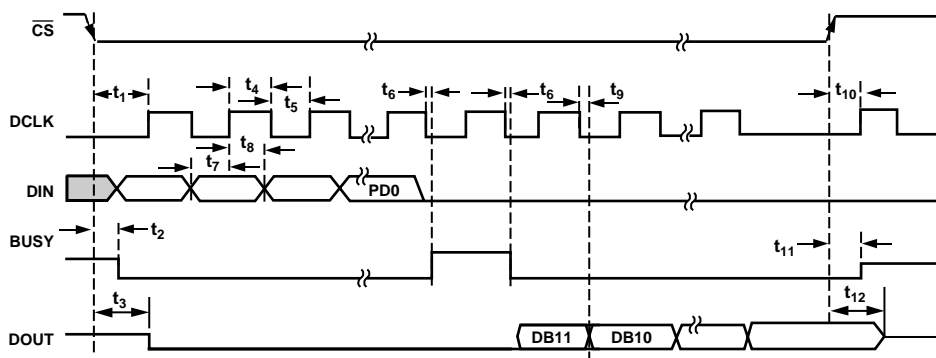 CS
t1
t4
t5
t6
t6
t9
t10
DCLK
t7
t8
DIN
PD0
BUSY
t2
t11
t3
t12
DOUT
DB11
DB10